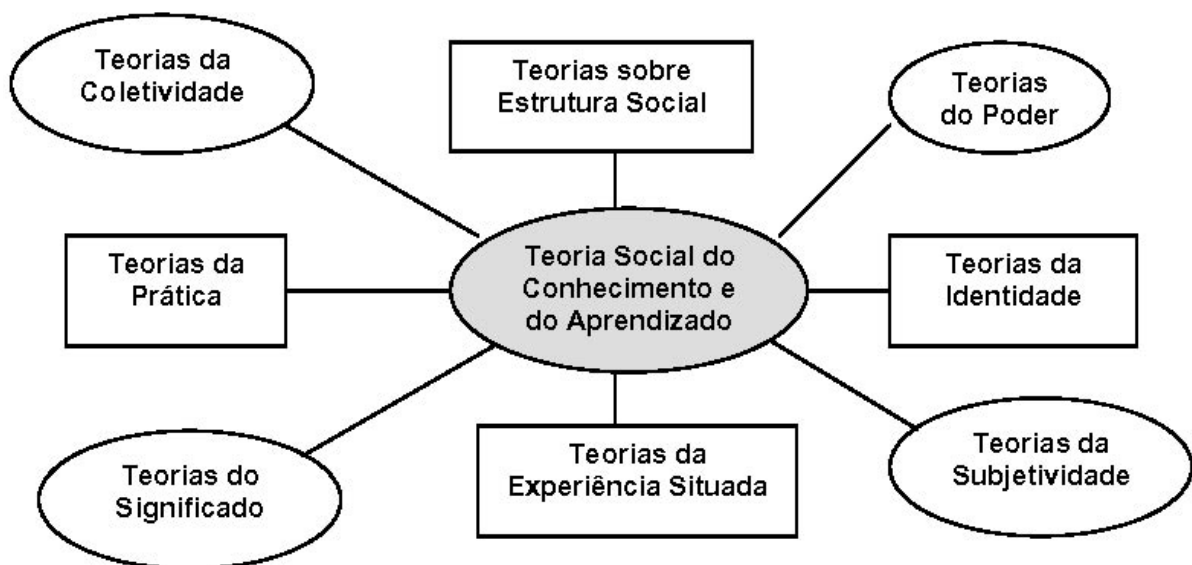 Teorias da
Coletividade
Teorias sobre
Estrutura Social
Teorias
do Poder
Teorias da
Prática
Teoria Social do
Conhecimento e
do Aprendizado
Teorias da
Identidade
Teorias do
Significado
Teorias da
Experiência Situada
Teorias da
Subjetividade